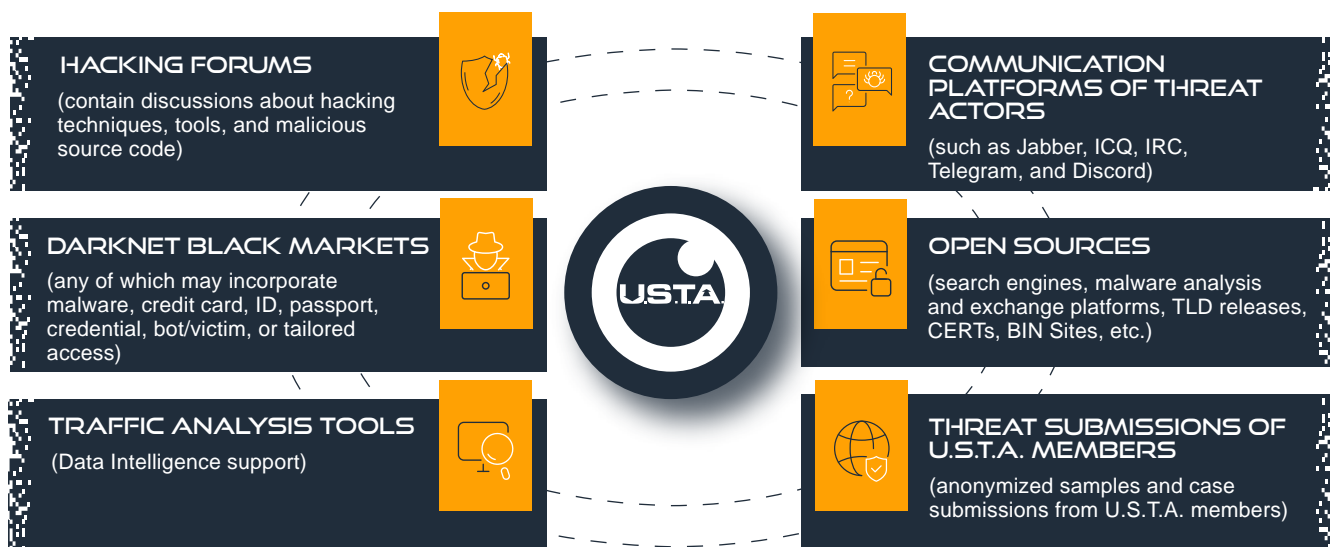 HACKING FORUMS
(contain discussions about hacking
techniques, tools, and malicious
source code)
DARKNET BLACK MARKETS
(any of which may incorporate
malware, credit card, ID, passport,
credential, bot/victim, or tailored
access)
TRAFFIC ANALYSIS TOOLS
(Data Intelligence support)
U.S.T.A.
COMMUNICATION
PLATFORMS OF THREAT
ACTORS
(such as Jabber, ICQ, IRC,
Telegram, and Discord)
?
OPEN SOURCES
(search engines, malware analysis
and exchange platforms, TLD releases,
CERTs, BIN Sites, etc.)
THREAT SUBMISSIONS OF
U.S.T.A. MEMBERS
(anonymized samples and case
submissions from U.S.T.A. members)